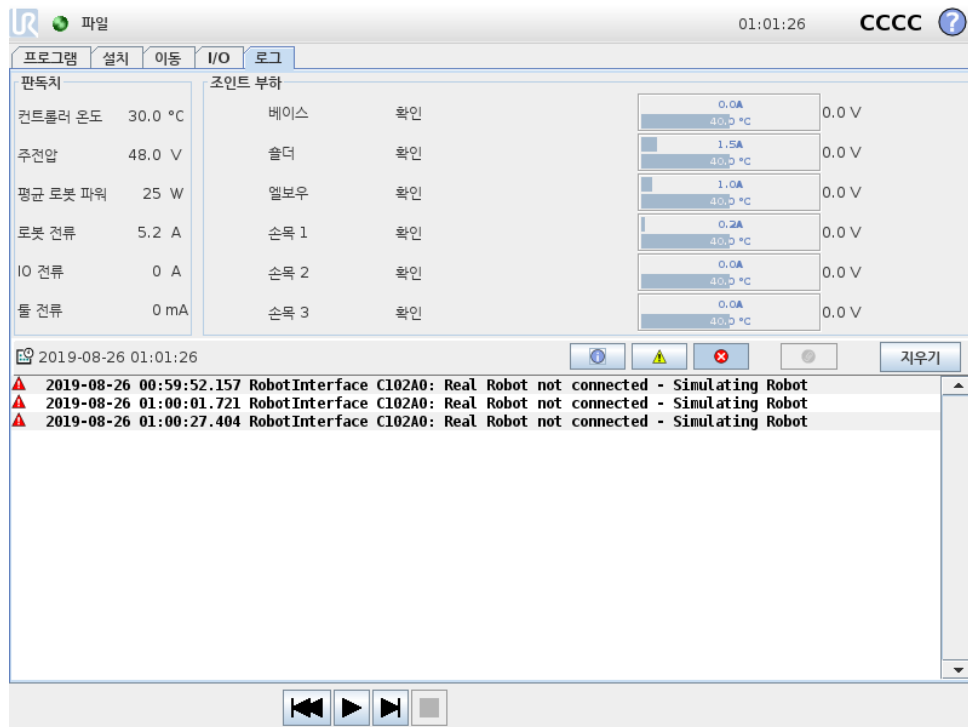 UR 파일 01:01:26 CCCC ?
프로그램 설치 이동 I/O 로그
판독치 조인트 부하
컨트롤러 온도 30.0 °C 베이스 확인 0.0A 40.0 °C 0.0 V
주전압 48.0 V 숄더 확인 1.5A 40.0 °C 0.0 V
평균 로봇 파워 25 W 엘보우 확인 1.0A 40.0 °C 0.0 V
로봇 전류 5.2 A 손목 1 확인 0.2A 40.0 °C 0.0 V
IO 전류 0 A 손목 2 확인 0.0A 40.0 °C 0.0 V
툴 전류 0 mA 손목 3 확인 0.0A 40.0 °C 0.0 V
2019-08-26 01:01:26 지우기
2019-08-26 00:59:52.157 RobotInterface C102A0: Real Robot not connected - Simulating Robot
2019-08-26 01:00:01.721 RobotInterface C102A0: Real Robot not connected - Simulating Robot
2019-08-26 01:00:27.404 RobotInterface C102A0: Real Robot not connected - Simulating Robot